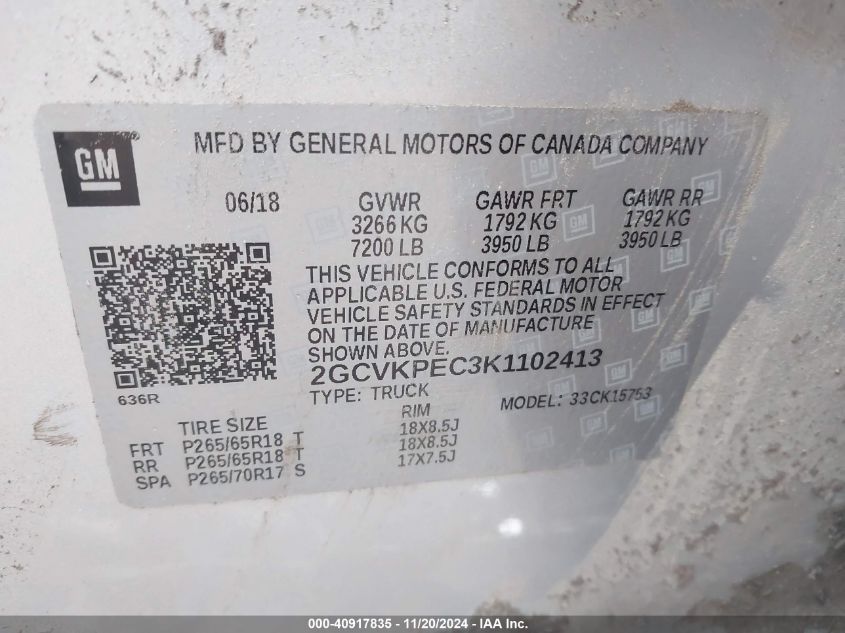 GM
MFD BY GENERAL MOTORS OF CANADA COMPANY
06/18 GVWR GAWR FRT GAWR RR
3266 KG 1792 KG 1792 KG
7200 LB 3950 LB 3950 LB
THIS VEHICLE CONFORMS TO ALL
APPLICABLE U.S. FEDERAL MOTOR
VEHICLE SAFETY STANDARDS IN EFFECT
ON THE DATE OF MANUFACTURE
SHOWN ABOVE.
2GCVKPEC3K1102413
636R TYPE: TRUCK MODEL: 33CK15753
TIRE SIZE RIM
FRT P265/65R18 T 18X8.5J
RR P265/65R18 T 18X8.5J
SPA P265/70R17 S 17X7.5J
000-40917835 - 11/20/2024 - IAAI.COM